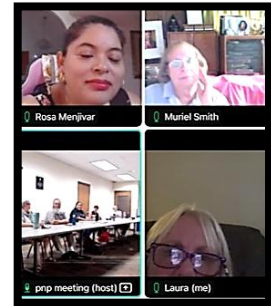 Rosa Menjivar
Muriel Smith
pnp meeting (host)
Laura (me)